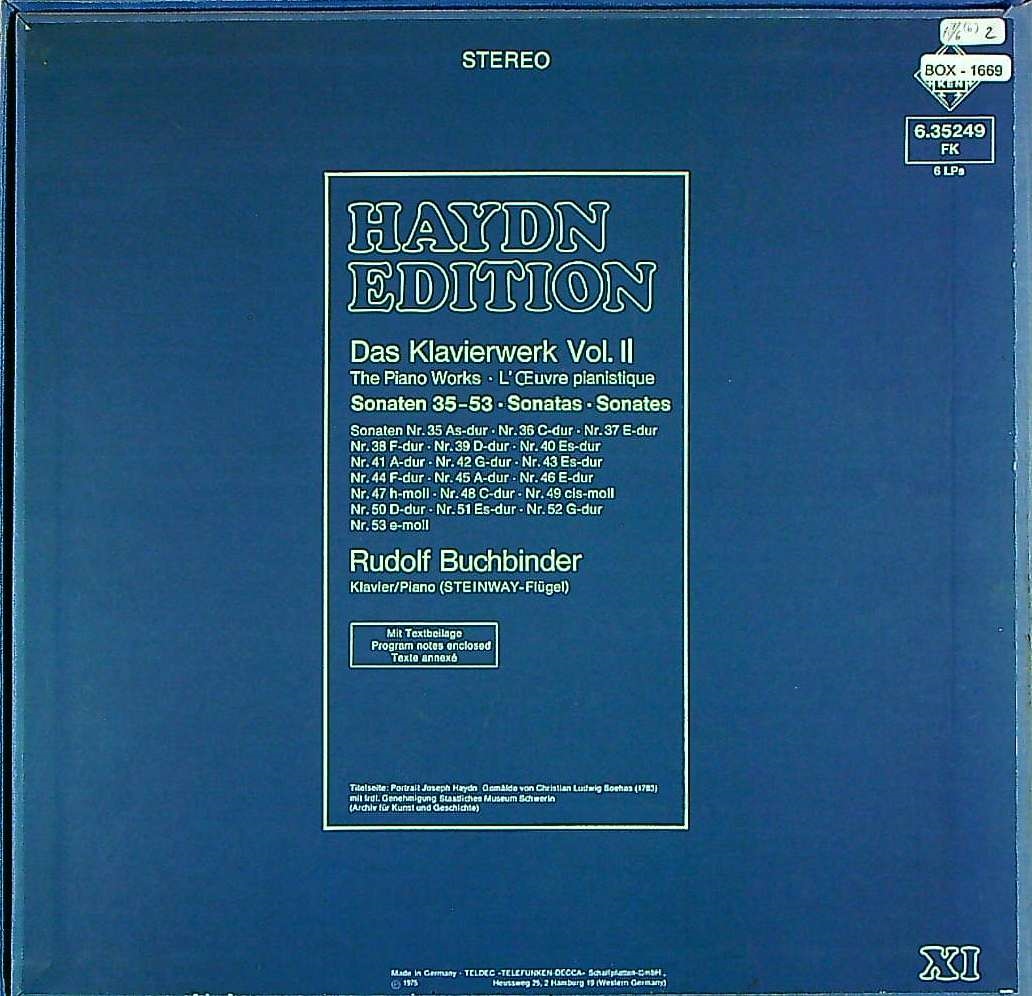 2
STEREO
BOX - 1669
KEN
6.35249
FK
6 LPs
HAYDN
EDITION
Das Klavierwerk Vol. II
The Piano Works · L'Œuvre pianistique
Sonaten 35-53 · Sonatas · Sonates
Sonaten Nr. 35 As-dur · Nr. 36 C-dur · Nr. 37 E-dur
Nr. 38 F-dur · Nr. 39 D-dur · Nr. 40 Es-dur
Nr. 41 A-dur · Nr. 42 G-dur · Nr. 43 Es-dur
Nr. 44 F-dur · Nr. 45 A-dur · Nr. 46 E-dur
Nr. 47 h-moll · Nr. 48 C-dur · Nr. 49 cis-moll
Nr. 50 D-dur · Nr. 51 Es-dur · Nr. 52 G-dur
Nr. 53 e-moll
Rudolf Buchbinder
Klavier/Piano (STEINWAY-Flügel)
Mit Textbeilage
Program notes enclosed
Texte annexé
Titelseite: Portrait Joseph Haydn Gemälde von Christian Ludwig Seehas (1783)
mit frdl. Genehmigung Staatliches Museum Schwerin
(Archiv für Kunst und Geschichte)
XI
Made in Germany · TELDEC »TELEFUNKEN-DECCA« Schallplatten-GmbH,
Ⓟ 1975 Heussweg 25, 2 Hamburg 19 (Western Germany)